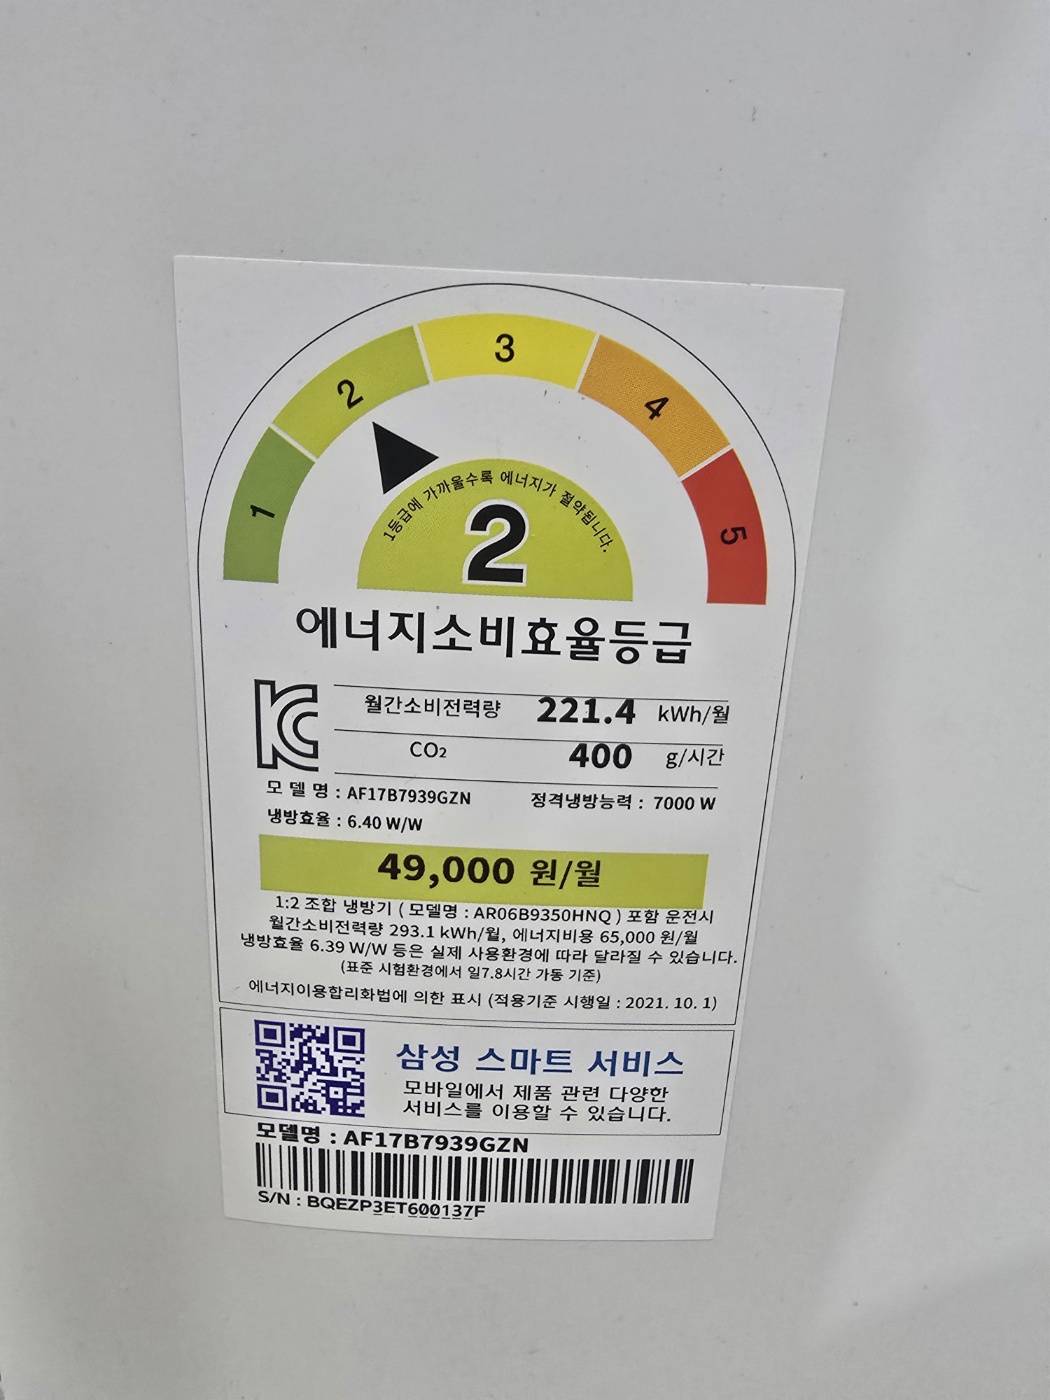 1
2
3
4
5
1등급에 가까울수록 에너지가 절약됩니다.
2
에너지소비효율등급
월간소비전력량 221.4 kWh/월
CO₂ 400 g/시간
모 델 명 : AF17B7939GZN 정격냉방능력 : 7000 W
냉방효율 : 6.40 W/W
49,000 원/월
1:2 조합 냉방기 ( 모델명 : AR06B9350HNQ ) 포함 운전시
월간소비전력량 293.1 kWh/월, 에너지비용 65,000 원/월
냉방효율 6.39 W/W 등은 실제 사용환경에 따라 달라질 수 있습니다.
(표준 시험환경에서 일7.8시간 가동 기준)
에너지이용합리화법에 의한 표시 (적용기준 시행일 : 2021. 10. 1)
삼성 스마트 서비스
모바일에서 제품 관련 다양한
서비스를 이용할 수 있습니다.
모델명 : AF17B7939GZN
S/N : BQEZP3ET600137F